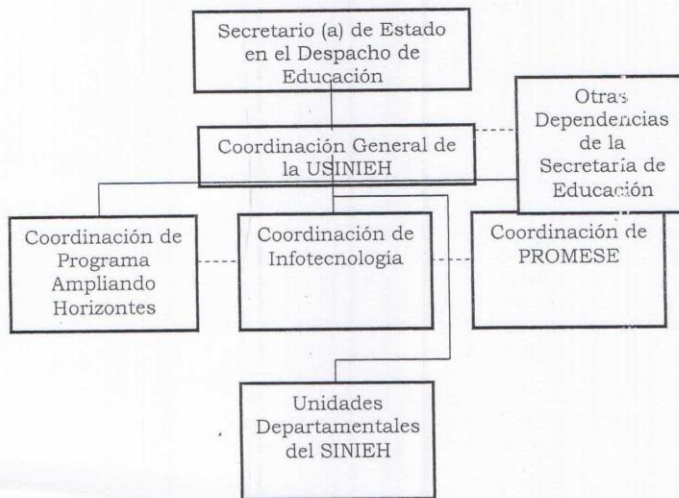 Secretario (a) de Estado
en el Despacho de
Educación
Otras
Dependencias
de la
Secretaría de
Educación
Coordinación General de
la USINIEH
Coordinación de
Programa
Ampliando
Horizontes
Coordinación de
Infotecnología
Coordinación de
PROMESE
Unidades
Departamentales
del SINIEH